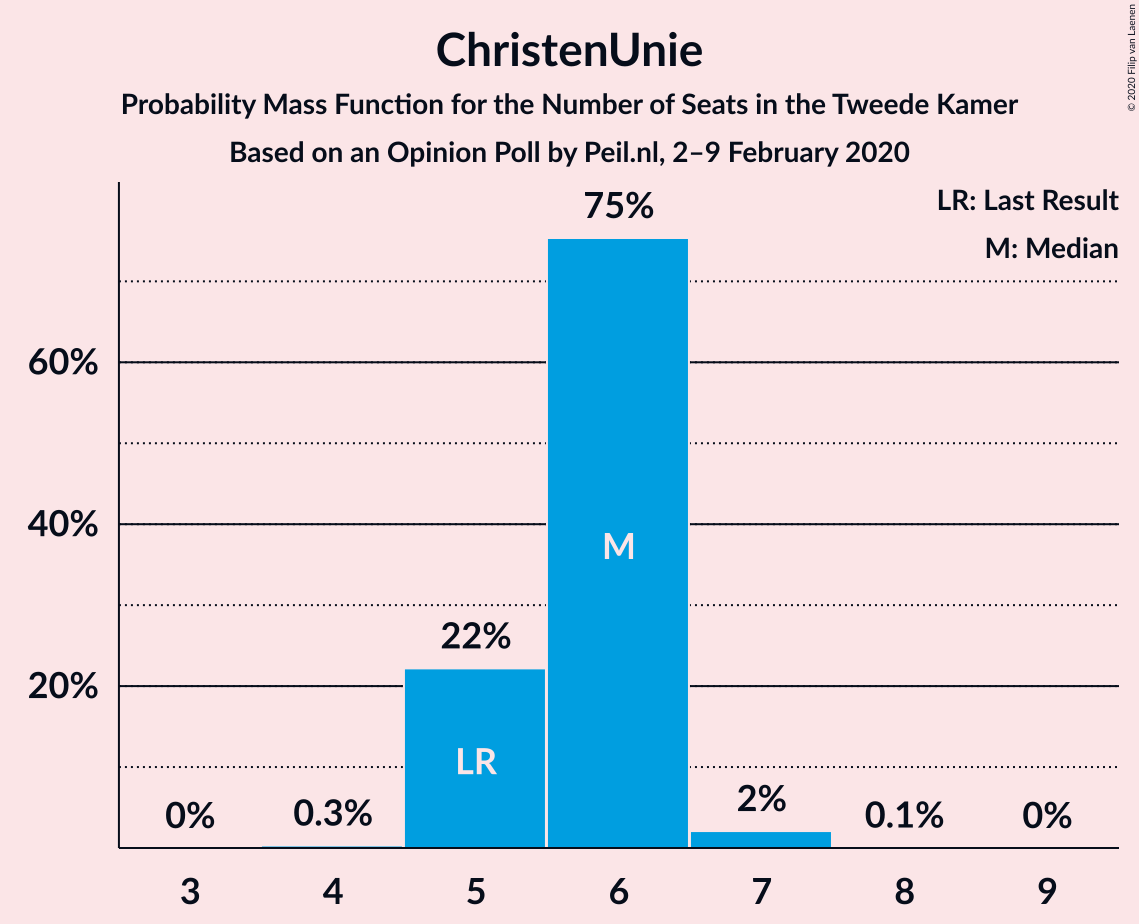 ChristenUnie
Probability Mass Function for the Number of Seats in the Tweede Kamer
Based on an Opinion Poll by Peil.nl, 2–9 February 2020
© 2020 Filip van Laenen
LR: Last Result
M: Median
75%
60%
40%
M
22%
20%
LR
0%
0.3%
2%
0.1%
0%
3
4
5
6
7
8
9